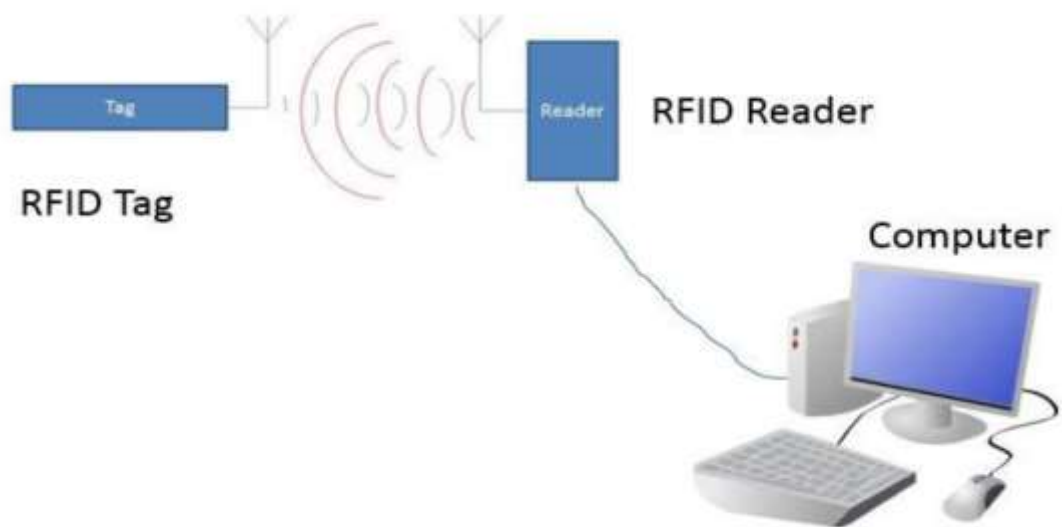 Tag
Reader
RFID Reader
RFID Tag
Computer